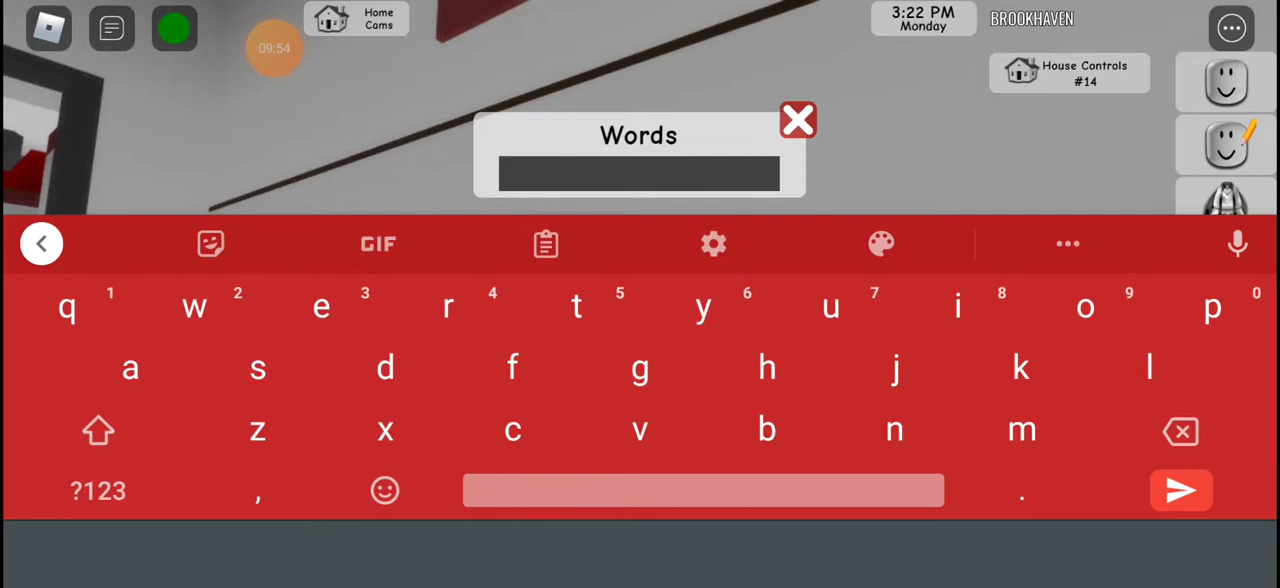 Home
Cams
3:22 PM
Monday
BROOKHAVEN
09:54
House Controls
#14
Words
GIF
q 1 w 2 e 3 r 4 t 5 y 6 u 7 i 8 o 9 p 0
a s d f g h j k l
z x c v b n m
?123 , .